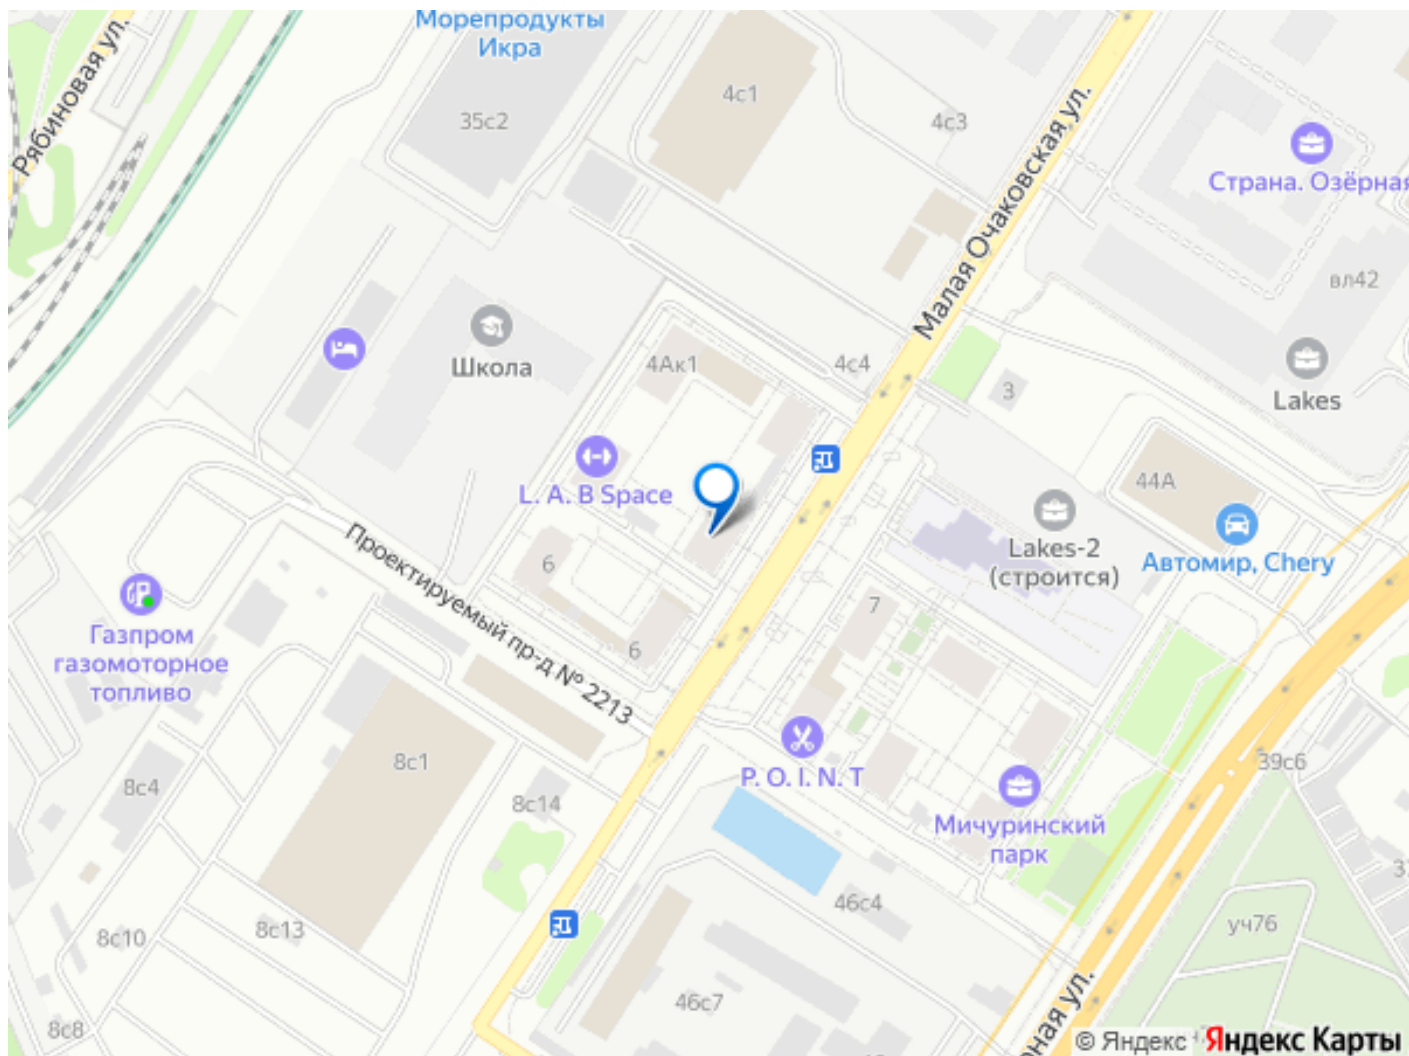 Морепродукты
Икра
Рябиновая ул.
35с2
4с1
4с3
Малая Очаковская ул.
Страна. Озёрная
вл42
Школа
4Ак1
4с4
3
Lakes
L. A. B Space
44А
Lakes-2
(строится)
Автомир, Chery
Проектируемый пр-д № 2213
6
6
7
Газпром
газомоторное
топливо
8с1
8с4
8с14
P. O. I. N. T
39с6
Мичуринский
парк
46с4
уч76
8с10
8с13
46с7
8с8
ная ул.
© Яндекс
Яндекс Карты